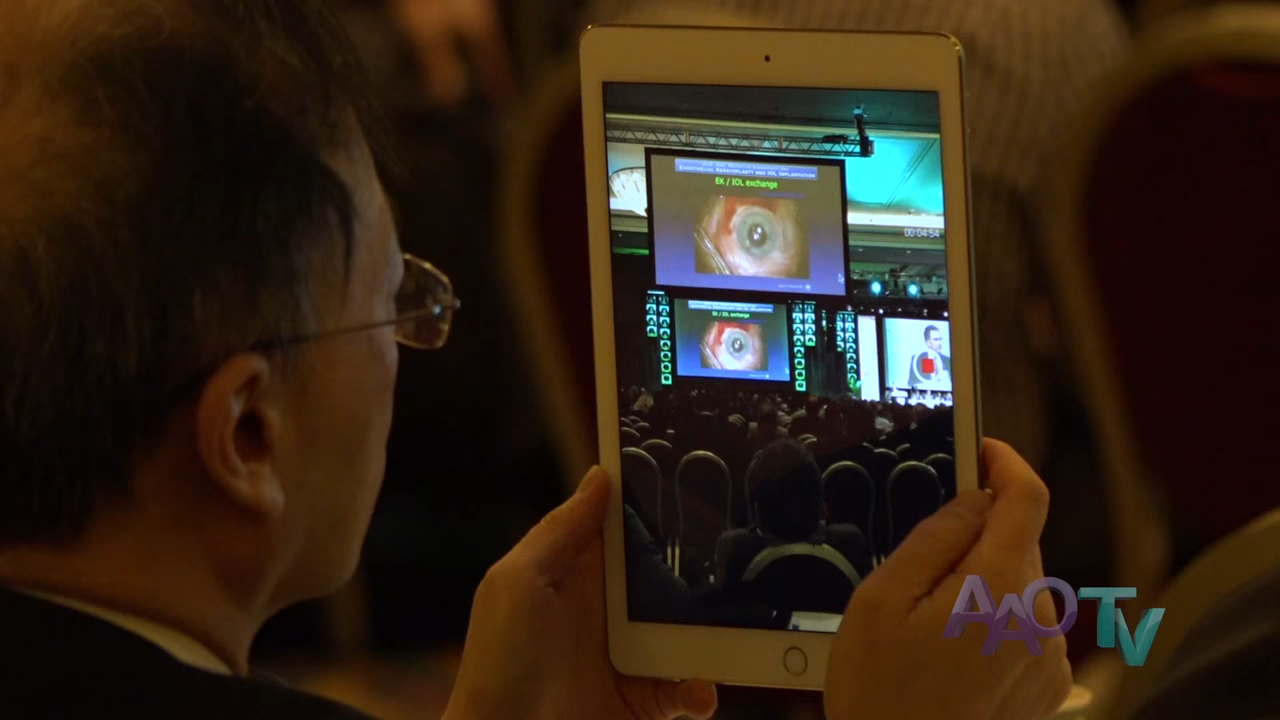 ENDOTHELIAL KERATOPLASTY AND IOL IMPLANTATION
EK / IOL exchange
00:04:54
EK / IOL exchange
AAOTV